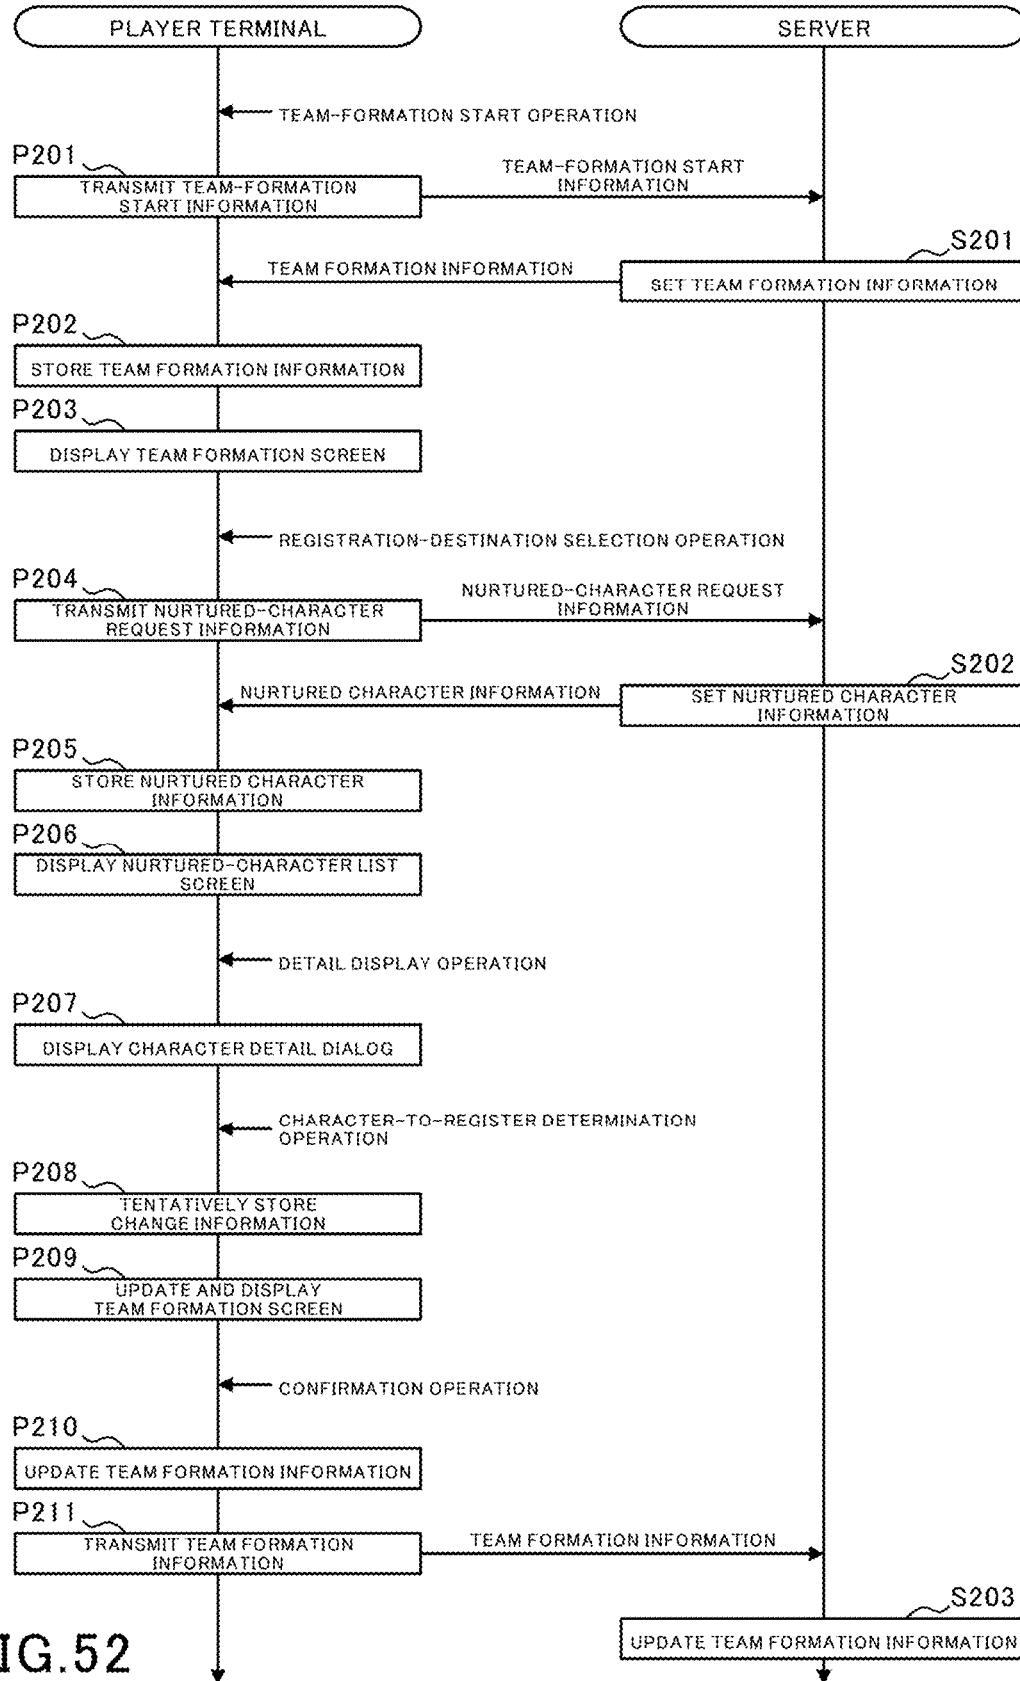 PLAYER TERMINAL
SERVER
TEAM-FORMATION START OPERATION
P201
TRANSMIT TEAM-FORMATION
START INFORMATION
TEAM-FORMATION START
INFORMATION
S201
TEAM FORMATION INFORMATION
SET TEAM FORMATION INFORMATION
P202
STORE TEAM FORMATION INFORMATION
P203
DISPLAY TEAM FORMATION SCREEN
REGISTRATION-DESTINATION SELECTION OPERATION
P204
TRANSMIT NURTURED-CHARACTER
REQUEST INFORMATION
NURTURED-CHARACTER REQUEST
INFORMATION
S202
NURTURED CHARACTER INFORMATION
SET NURTURED CHARACTER
INFORMATION
P205
STORE NURTURED CHARACTER
INFORMATION
P206
DISPLAY NURTURED-CHARACTER LIST
SCREEN
DETAIL DISPLAY OPERATION
P207
DISPLAY CHARACTER DETAIL DIALOG
CHARACTER-TO-REGISTER DETERMINATION
OPERATION
P208
TENTATIVELY STORE
CHANGE INFORMATION
P209
UPDATE AND DISPLAY
TEAM FORMATION SCREEN
CONFIRMATION OPERATION
P210
UPDATE TEAM FORMATION INFORMATION
P211
TRANSMIT TEAM FORMATION
INFORMATION
TEAM FORMATION INFORMATION
S203
UPDATE TEAM FORMATION INFORMATION
IG.52